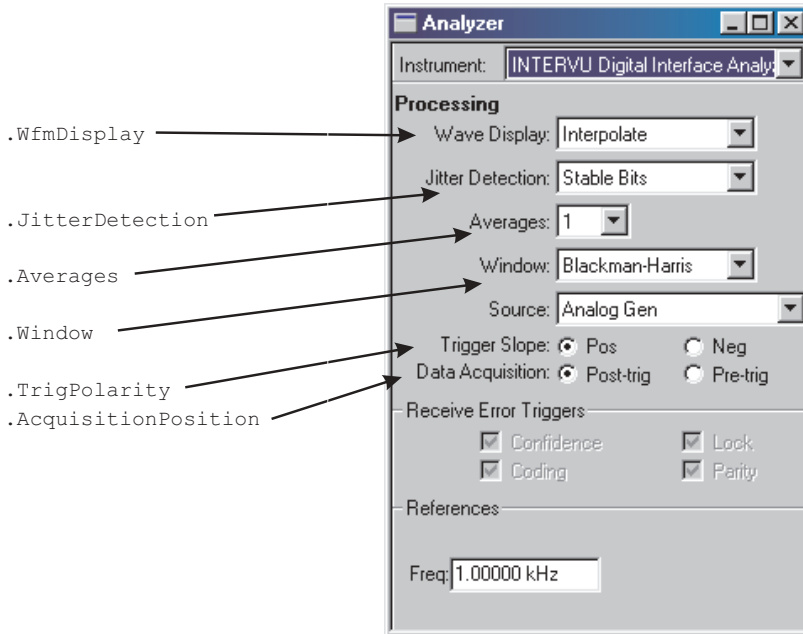 Analyzer
Instrument: INTERVU Digital Interface Analy
Processing
.WfmDisplay
Wave Display: Interpolate
Jitter Detection: Stable Bits
.JitterDetection
Averages: 1
.Averages
Window: Blackman-Harris
Source: Analog Gen
.Window
Trigger Slope: Pos Neg
Data Acquisition: Post-trig Pre-trig
.TrigPolarity
.AcquisitionPosition
Receive Error Triggers
Confidence Lock
Coding Parity
References
Freq: 1.00000 kHz